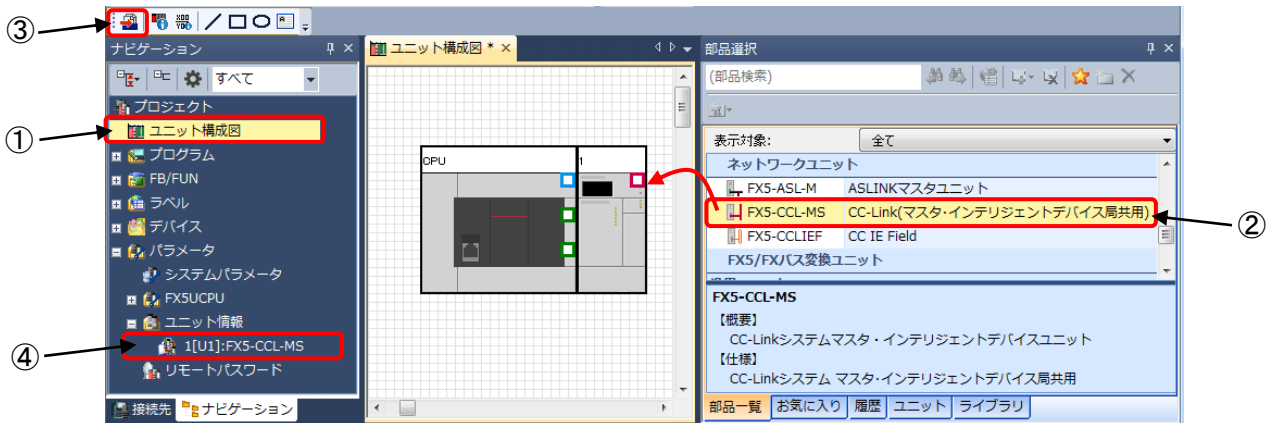 ③
ナビゲーション
すべて
プロジェクト
①
ユニット構成図
プログラム
FB/FUN
ラベル
デバイス
パラメータ
システムパラメータ
FX5UCPU
ユニット情報
④
1[U1]:FX5-CCL-MS
リモートパスワード
接続先
ナビゲーション
ユニット構成図 *
CPU
1
部品選択
(部品検索)
表示対象:
全て
ネットワークユニット
FX5-ASL-M ASLINKマスタユニット
FX5-CCL-MS CC-Link(マスタ・インテリジェントデバイス局共用)
②
FX5-CCLIEF CC IE Field
FX5/FXバス変換ユニット
FX5-CCL-MS
【概要】
CC-Linkシステムマスタ・インテリジェントデバイスユニット
【仕様】
CC-Linkシステム マスタ・インテリジェントデバイス局共用
部品一覧 お気に入り 履歴 ユニット ライブラリ